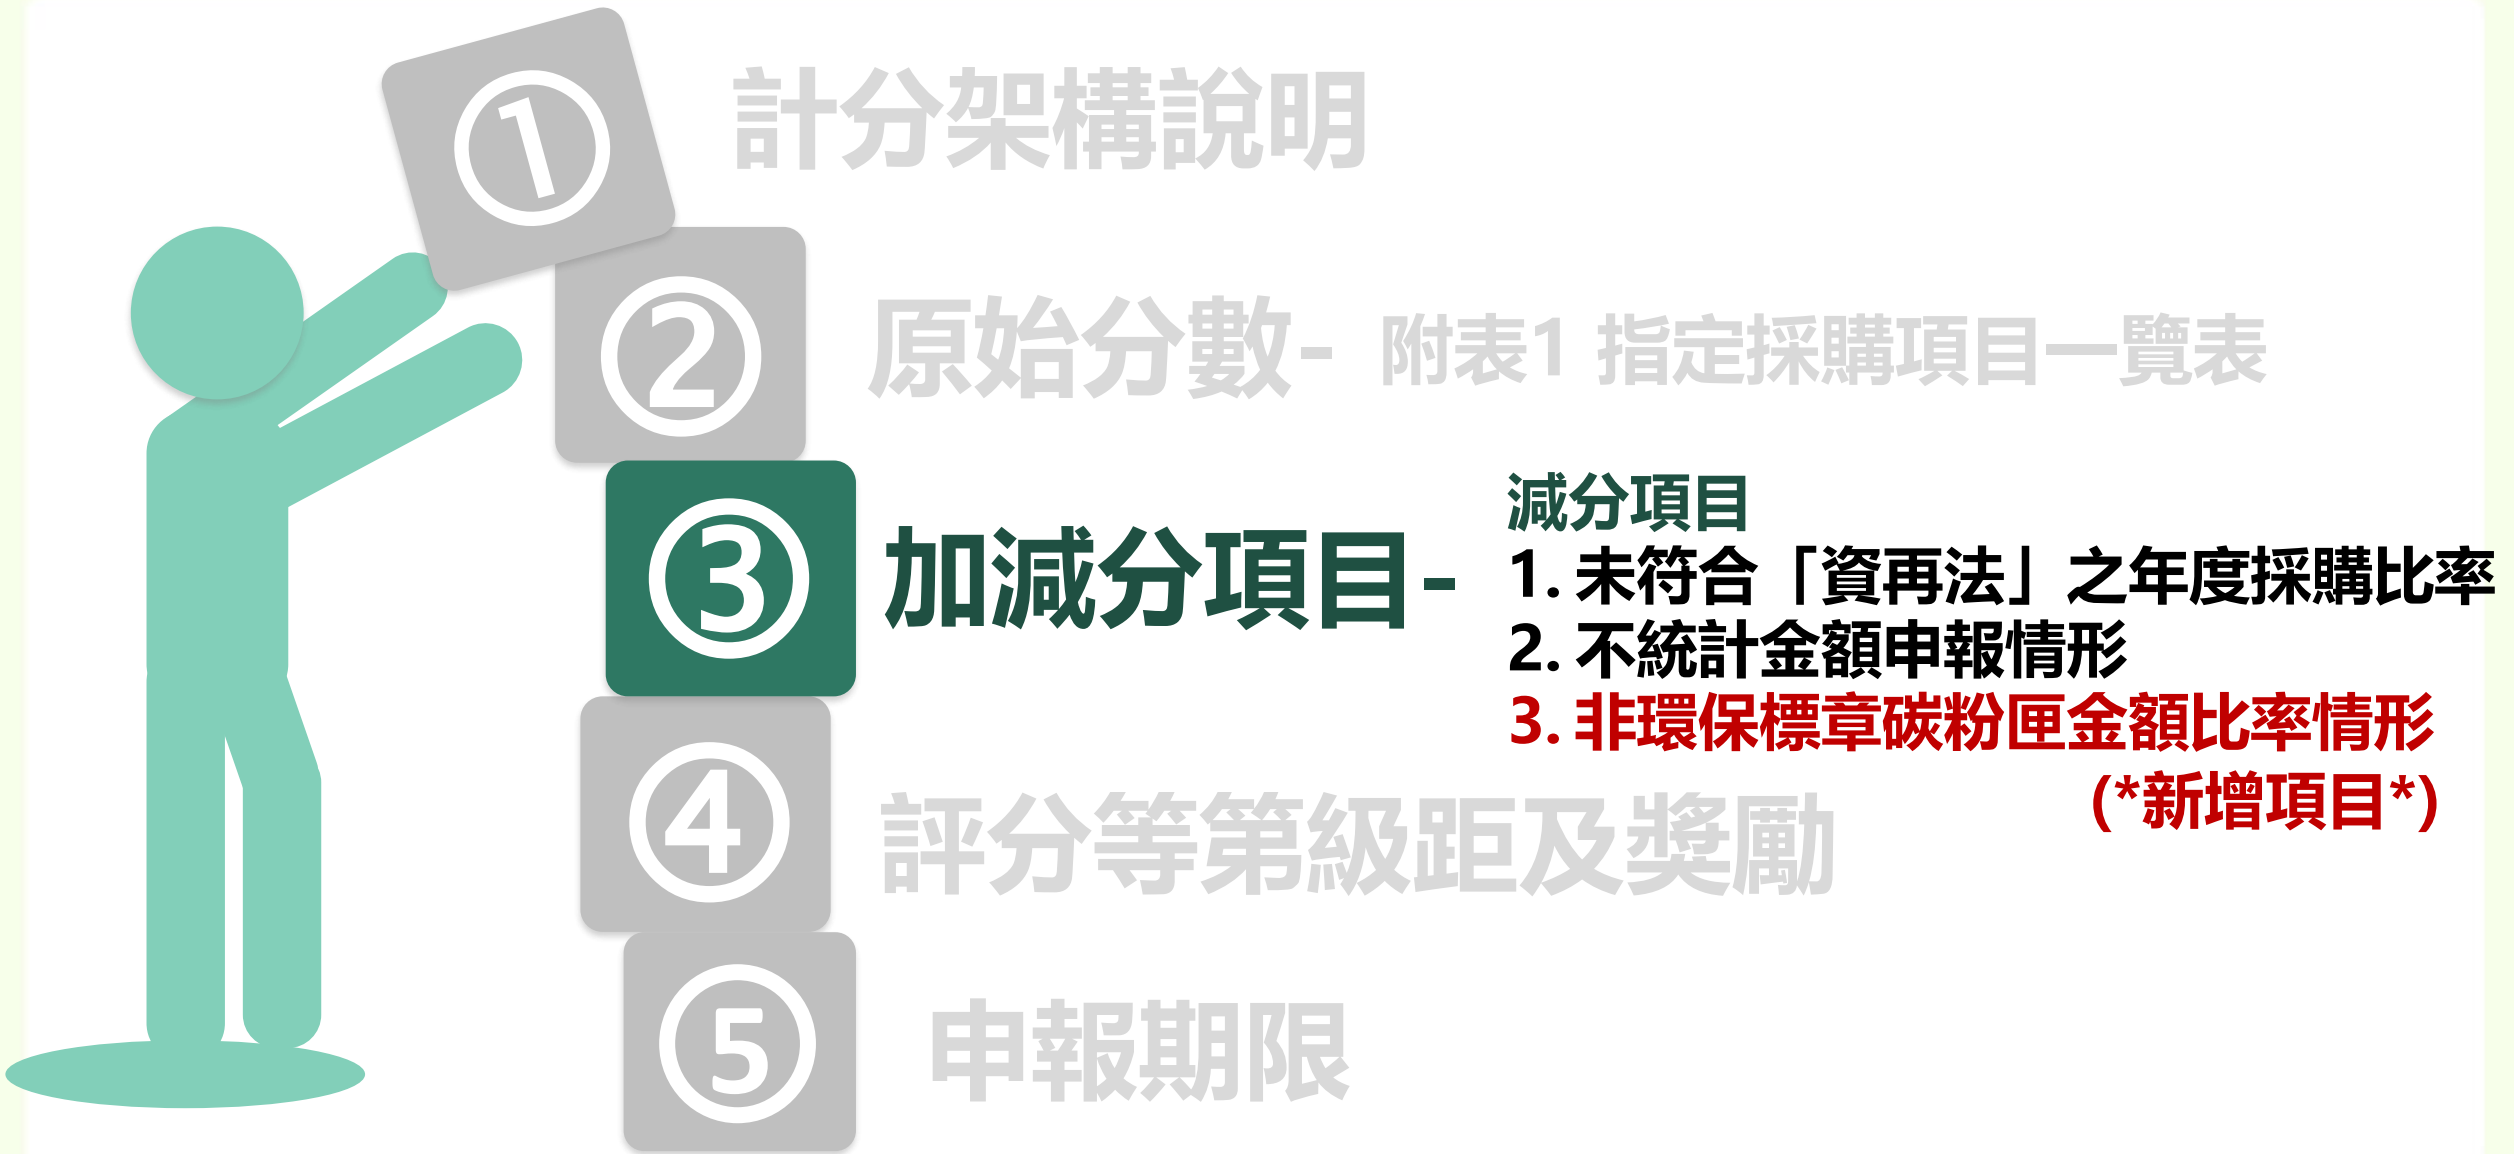 ① 計分架構說明
② 原始分數- 附表1 指定採購項目一覽表
③ 加減分項目-
減分項目
1. 未符合「資再法」之年度採購比率
2. 不統計金額申報情形
3. 非環保標章碳粉匣金額比率情形
(*新增項目*)
④ 評分等第級距及獎勵
⑤ 申報期限